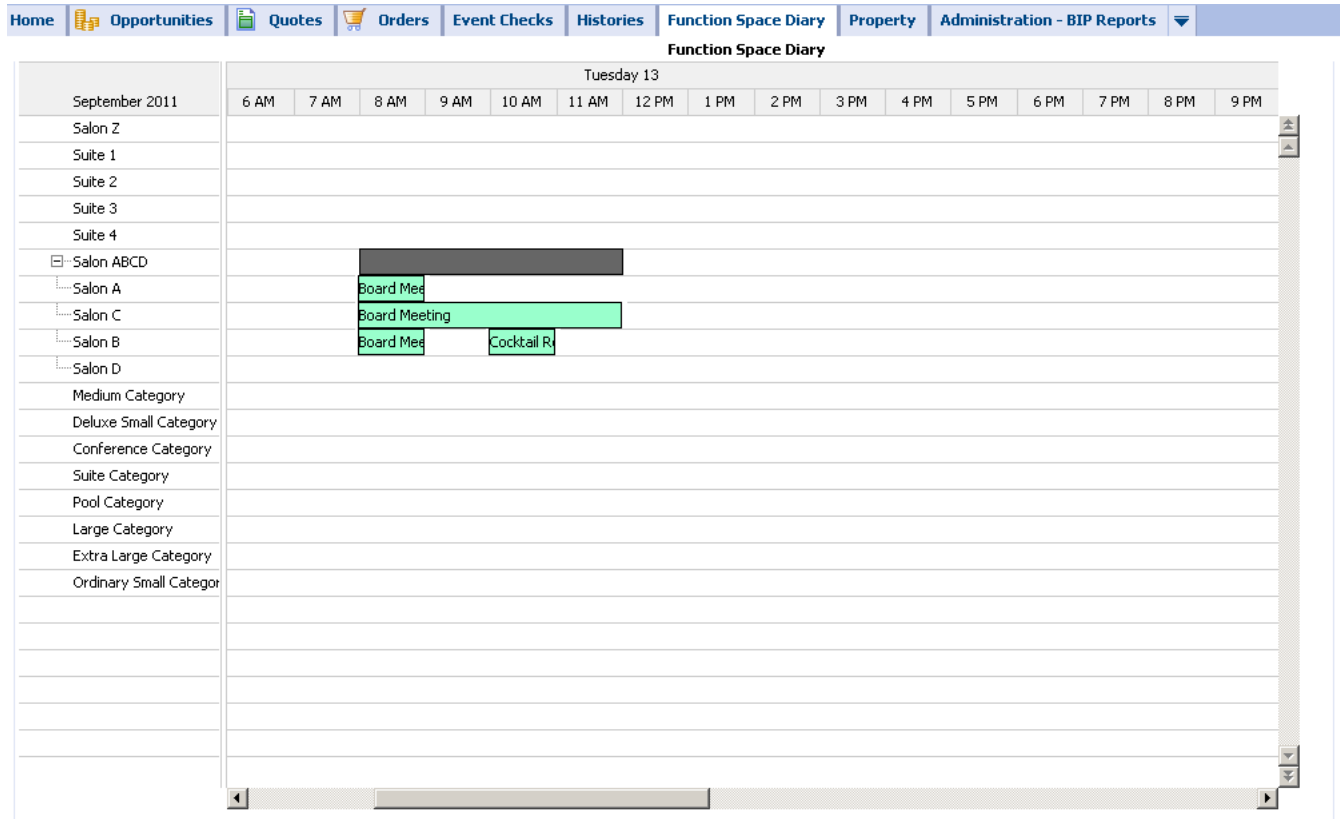 Home Opportunities Quotes Orders Event Checks Histories Function Space Diary Property Administration - BIP Reports
Function Space Diary
Tuesday 13
September 2011 6 AM 7 AM 8 AM 9 AM 10 AM 11 AM 12 PM 1 PM 2 PM 3 PM 4 PM 5 PM 6 PM 7 PM 8 PM 9 PM
Salon Z
Suite 1
Suite 2
Suite 3
Suite 4
Salon ABCD
Salon A Board Mee
Salon C Board Meeting
Salon B Board Mee Cocktail R
Salon D
Medium Category
Deluxe Small Category
Conference Category
Suite Category
Pool Category
Large Category
Extra Large Category
Ordinary Small Categor